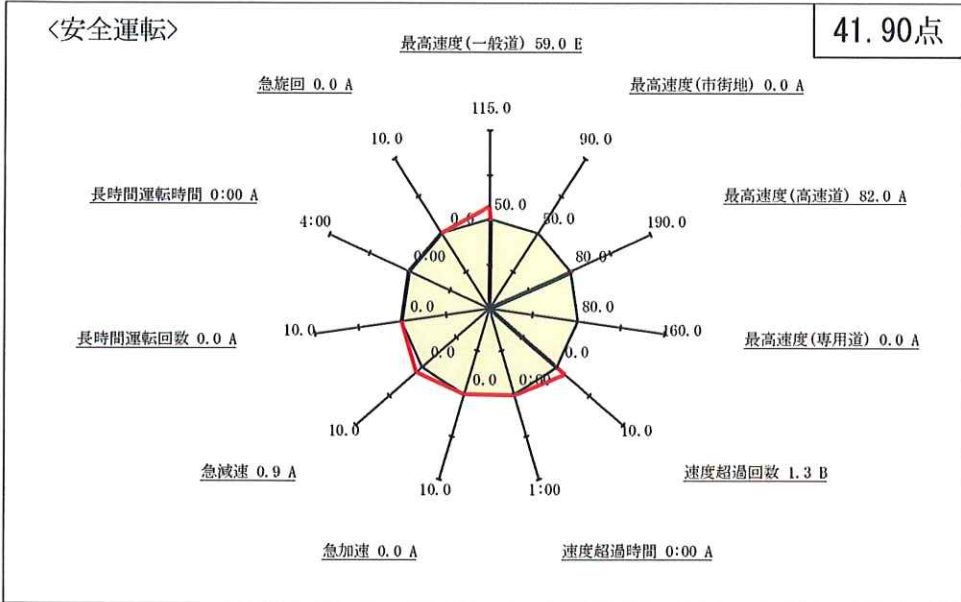 <安全運転>
41.90点
最高速度(一般道) 59.0 E
急旋回 0.0 A
最高速度(市街地) 0.0 A
115.0
10.0
90.0
長時間運転時間 0:00 A
最高速度(高速道) 82.0 A
4:00
190.0
0.0
50.0
50.0
0:00
80.0
0.0
80.0
10.0
160.0
長時間運転回数 0.0 A
最高速度(専用道) 0.0 A
0.0
0.0
0.0
0:00
10.0
10.0
急減速 0.9 A
速度超過回数 1.3 B
10.0
1:00
急加速 0.0 A
速度超過時間 0:00 A